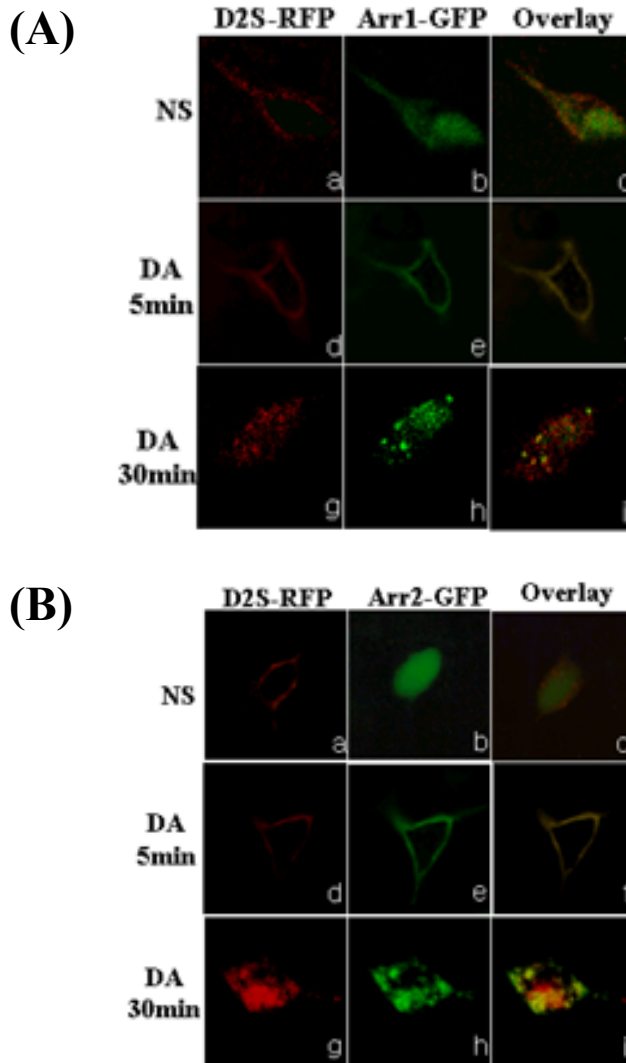 (A)
D2S-RFP Arr1-GFP Overlay
NS
a b c
DA
5min
d e
DA
30min
g h i
(B)
D2S-RFP Arr2-GFP Overlay
NS
a b c
DA
5min
d e f
DA
30min
g h i